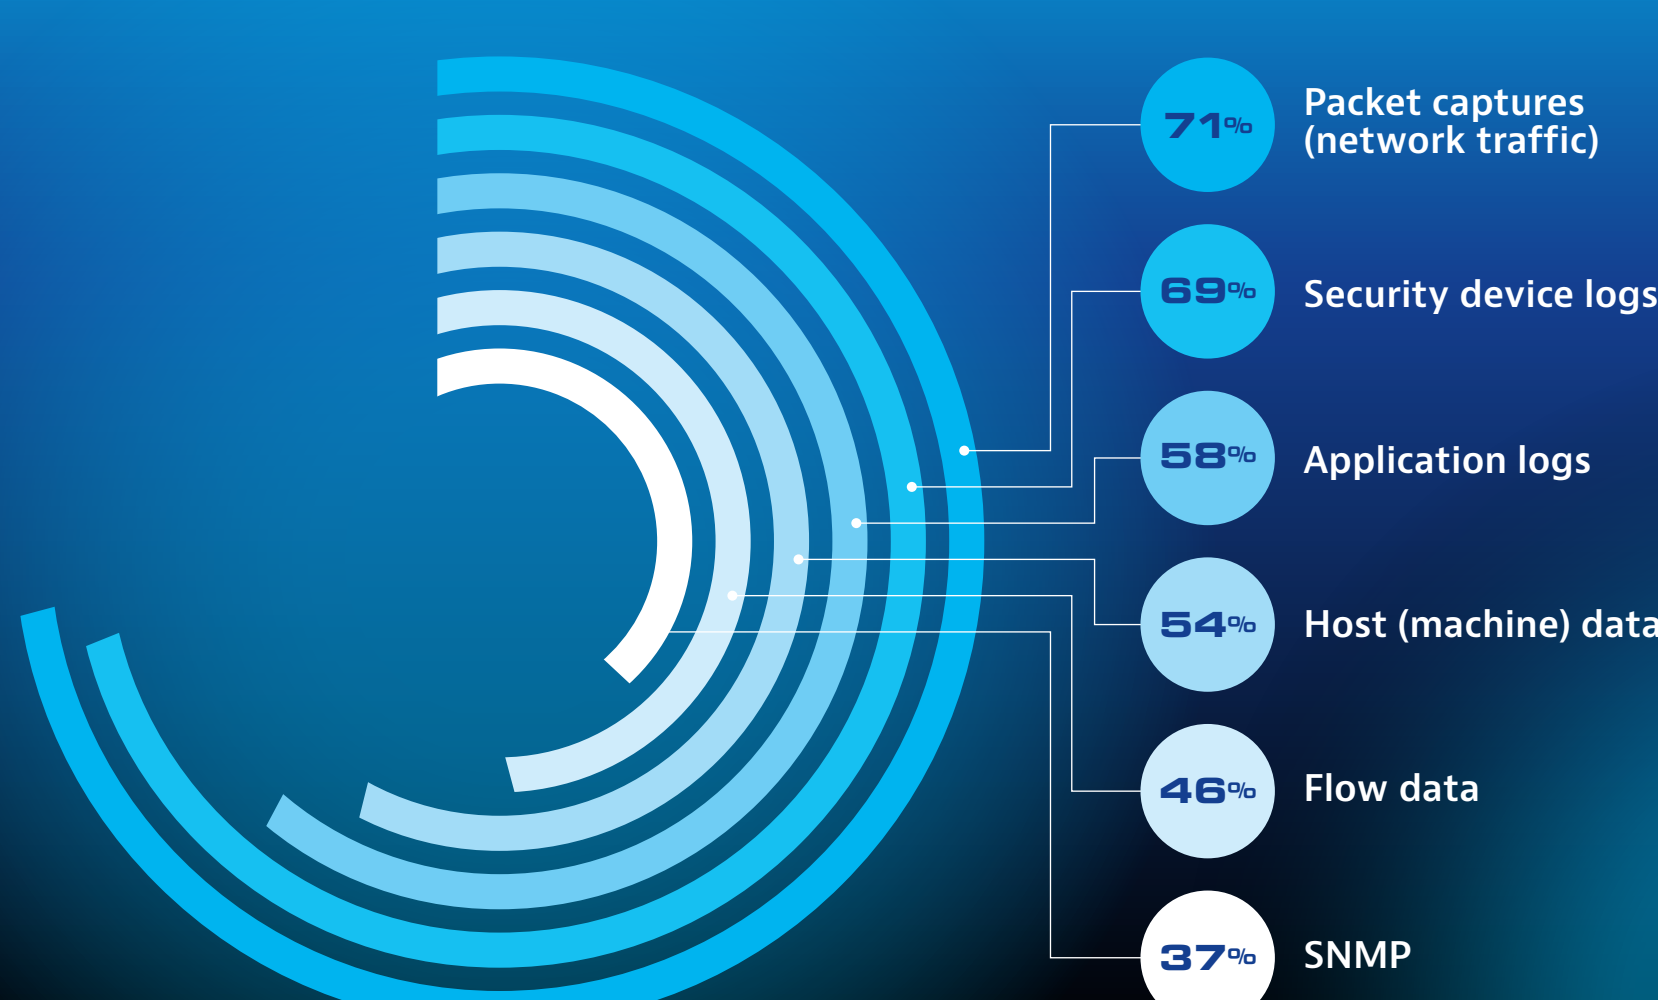 71%
Packet captures
(network traffic)
69%
Security device logs
58%
Application logs
54%
Host (machine) data
46%
Flow data
37%
SNMP